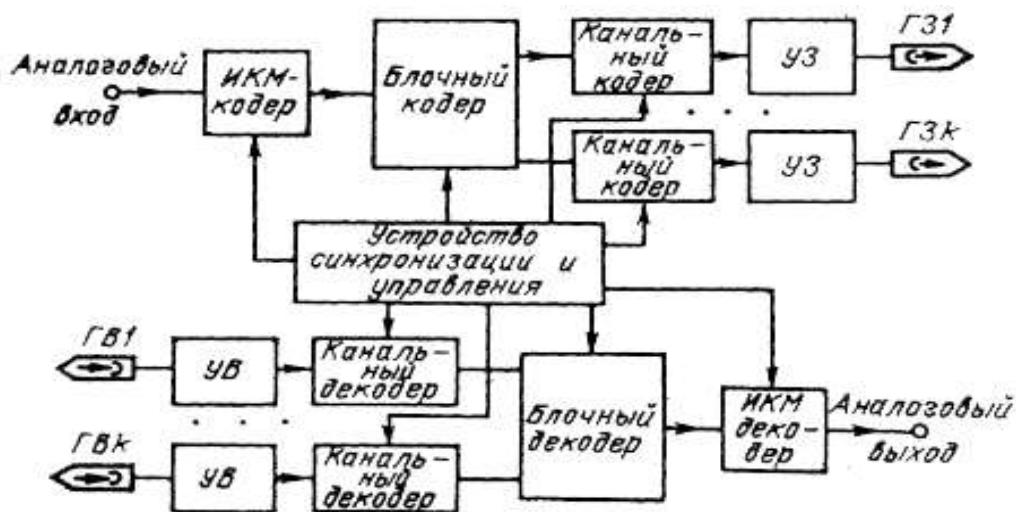 Аналоговый
вход
ИКМ-
кодер
Блочный
кодер
Каналь-
ный
кодер
УЗ
ГЗ1
. . .
Каналь-
ный
кодер
УЗ
ГЗk
Устройство
синхронизации и
управления
ГВ1
УВ
Каналь-
ный
декодер
. . .
ГВk
УВ
Каналь-
ный
декодер
Блочный
декодер
ИКМ
деко-
дер
Аналоговый
выход